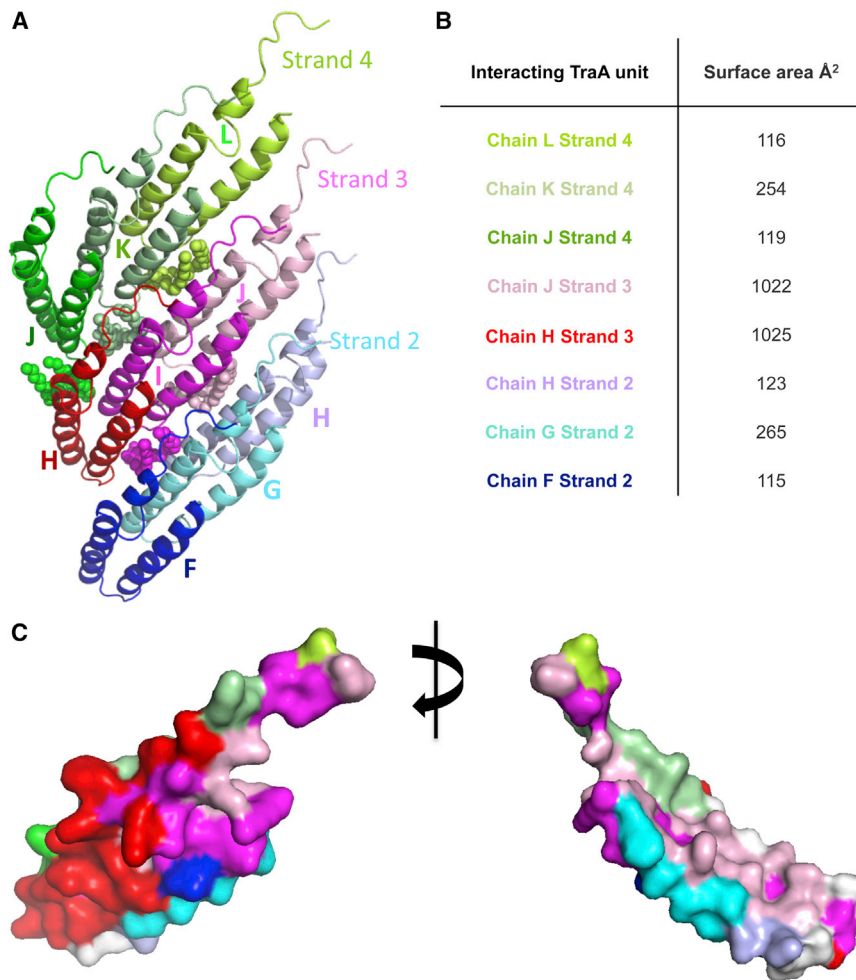 A
Strand 4
L
Strand 3
K
J
J
I
Strand 2
H
H
G
F
B
Interacting TraA unit Surface area Å²
Chain L Strand 4 116
Chain K Strand 4 254
Chain J Strand 4 119
Chain J Strand 3 1022
Chain H Strand 3 1025
Chain H Strand 2 123
Chain G Strand 2 265
Chain F Strand 2 115
C